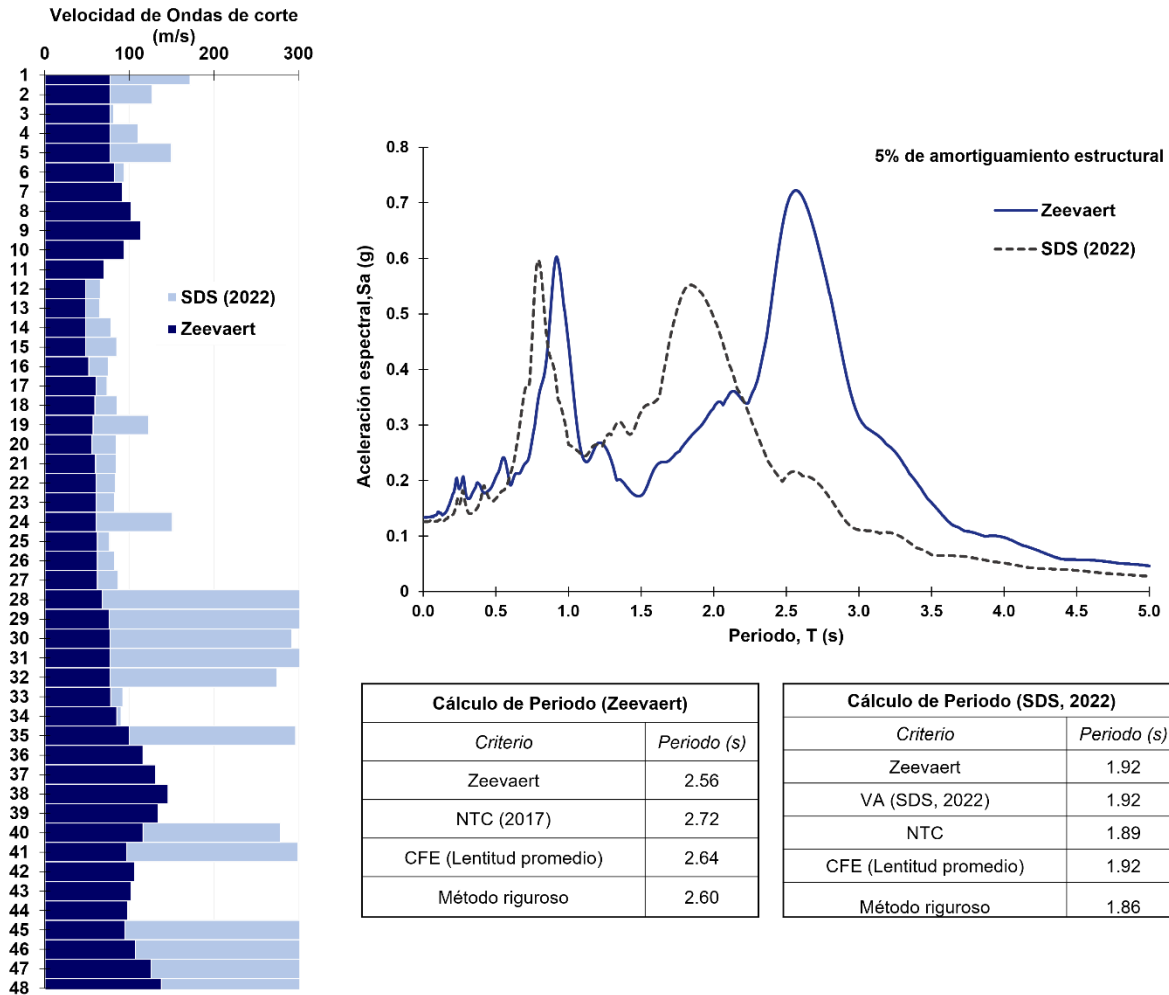 Velocidad de Ondas de corte
(m/s)
0 100 200 300
1
2
3
4
5
6
7
8
9
10
11
12
13
14
15
16
17
18
19
20
21
22
23
24
25
26
27
28
29
30
31
32
33
34
35
36
37
38
39
40
41
42
43
44
45
46
47
48
SDS (2022)
Zeevaert
5% de amortiguamiento estructural
Zeevaert
SDS (2022)
Aceleración espectral,Sa (g)
0.8
0.7
0.6
0.5
0.4
0.3
0.2
0.1
0
0.0 0.5 1.0 1.5 2.0 2.5 3.0 3.5 4.0 4.5 5.0
Periodo, T (s)
Cálculo de Periodo (Zeevaert)
Criterio Periodo (s)
Zeevaert 2.56
NTC (2017) 2.72
CFE (Lentitud promedio) 2.64
Método riguroso 2.60
Cálculo de Periodo (SDS, 2022)
Criterio Periodo (s)
Zeevaert 1.92
VA (SDS, 2022) 1.92
NTC 1.89
CFE (Lentitud promedio) 1.92
Método riguroso 1.86